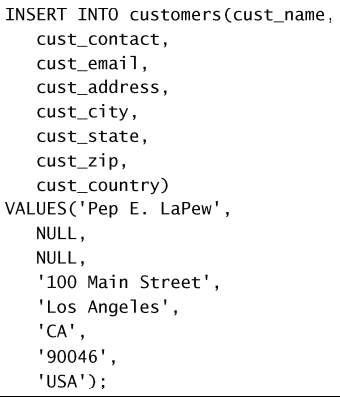 INSERT INTO customers(cust_name,
   cust_contact,
   cust_email,
   cust_address,
   cust_city,
   cust_state,
   cust_zip,
   cust_country)
VALUES('Pep E. LaPew',
   NULL,
   NULL,
   '100 Main Street',
   'Los Angeles',
   'CA',
   '90046',
   'USA');